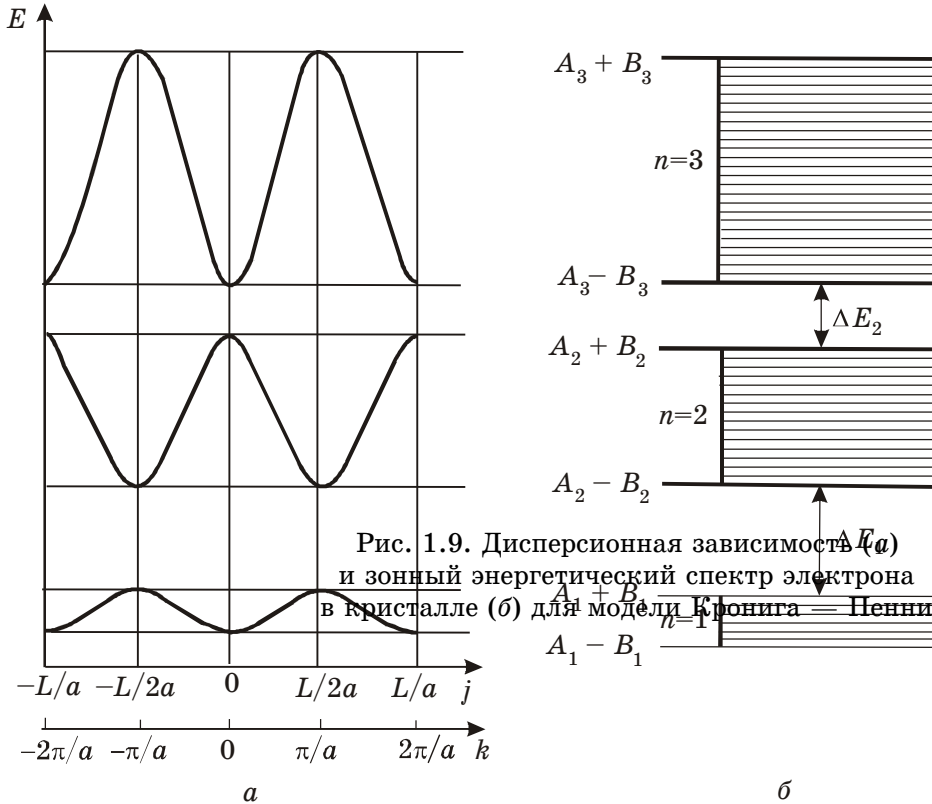 E
A₃ + B₃
n=3
A₃ − B₃
ΔE₂
A₂ + B₂
n=2
A₂ − B₂
Рис. 1.9. Дисперсионная зависимость (а)
и зонный энергетический спектр электрона
в кристалле (б) для модели Кронига — Пенни
ΔE₁
A₁ + B₁
n=1
A₁ − B₁
−L/a −L/2a 0 L/2a L/a j
−2π/a −π/a 0 π/a 2π/a k
а б